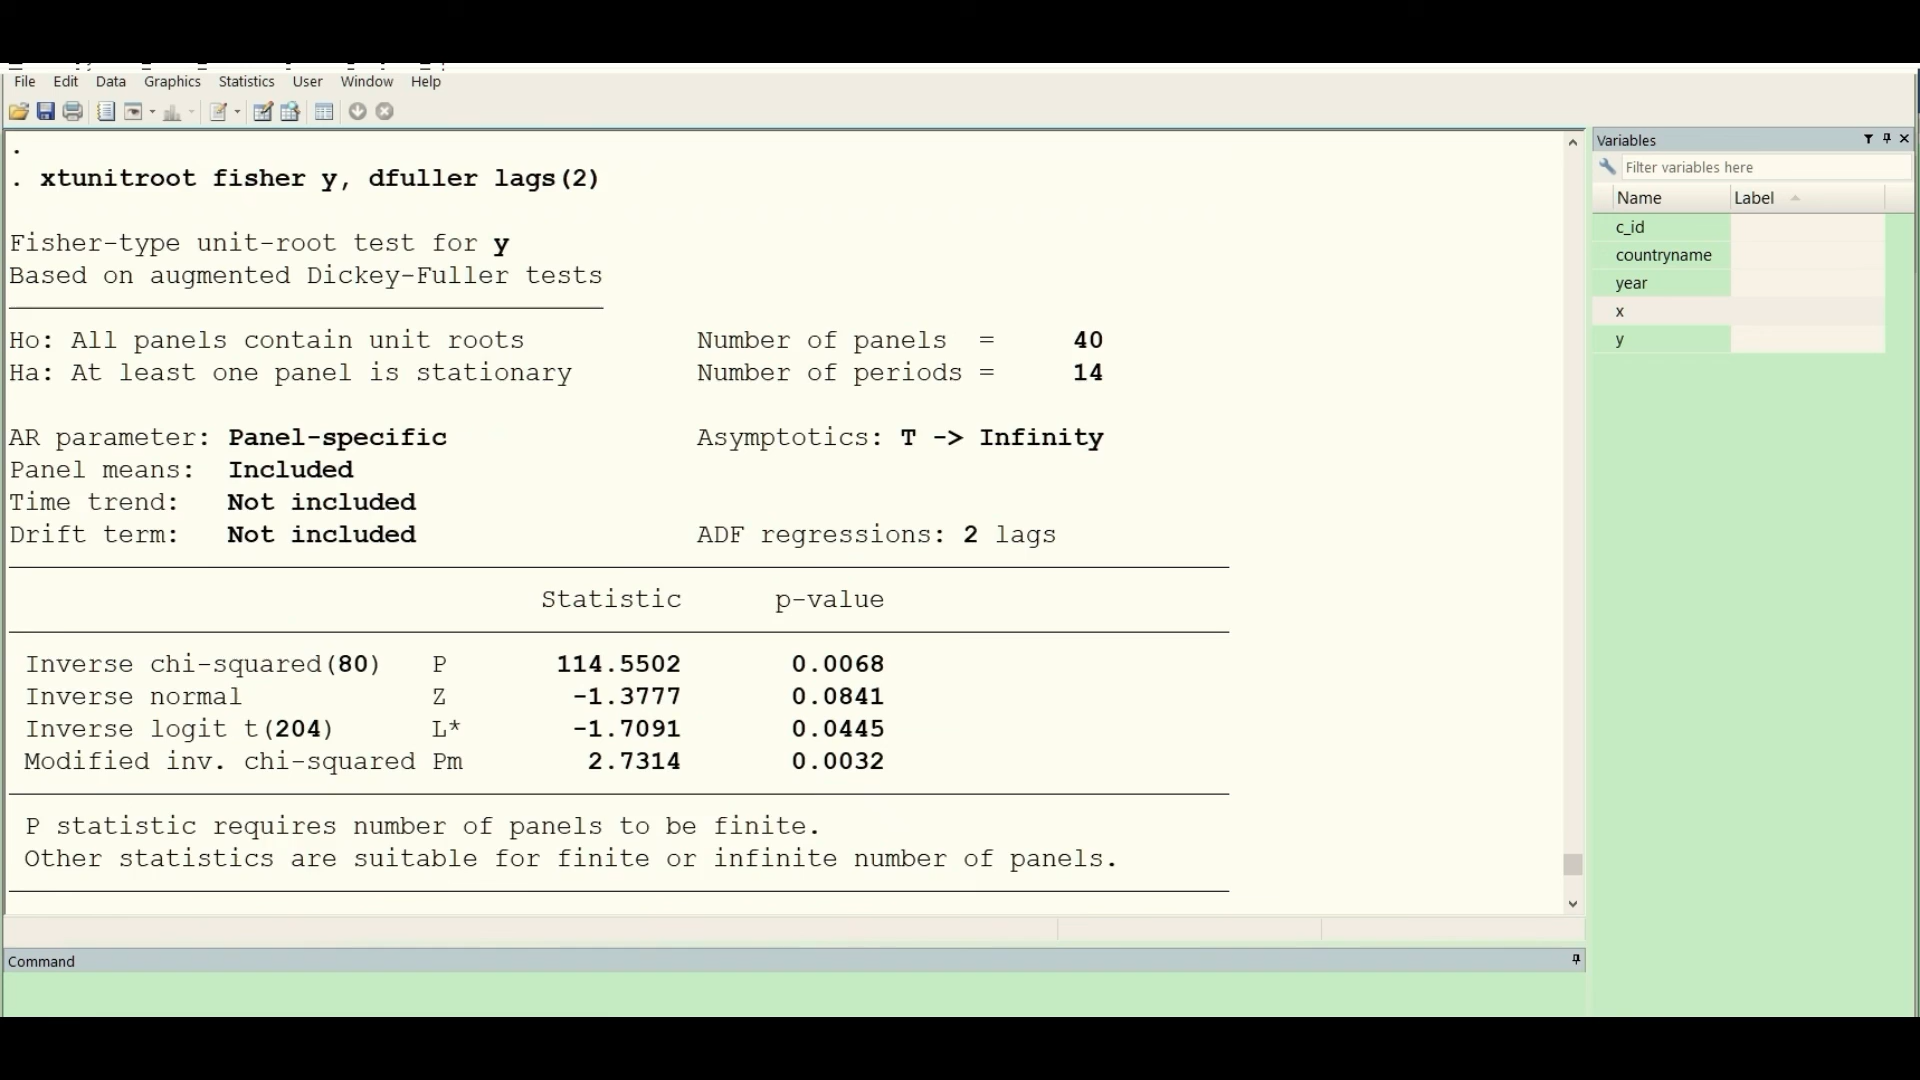 File Edit Data Graphics Statistics User Window Help
.
. xtunitroot fisher y, dfuller lags(2)
Fisher-type unit-root test for y
Based on augmented Dickey-Fuller tests
Ho: All panels contain unit roots Number of panels = 40
Ha: At least one panel is stationary Number of periods = 14
AR parameter: Panel-specific Asymptotics: T -> Infinity
Panel means: Included
Time trend: Not included
Drift term: Not included ADF regressions: 2 lags
Statistic p-value
Inverse chi-squared(80) P 114.5502 0.0068
Inverse normal Z -1.3777 0.0841
Inverse logit t(204) L* -1.7091 0.0445
Modified inv. chi-squared Pm 2.7314 0.0032
P statistic requires number of panels to be finite.
Other statistics are suitable for finite or infinite number of panels.
Command
Variables
Filter variables here
Name Label
c_id
countryname
year
x
y